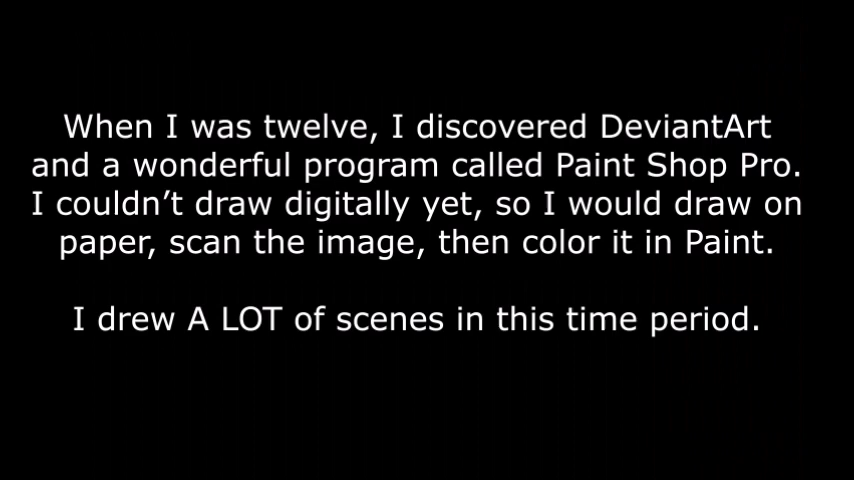 When I was twelve, I discovered DeviantArt
and a wonderful program called Paint Shop Pro.
I couldn’t draw digitally yet, so I would draw on
paper, scan the image, then color it in Paint.
I drew A LOT of scenes in this time period.